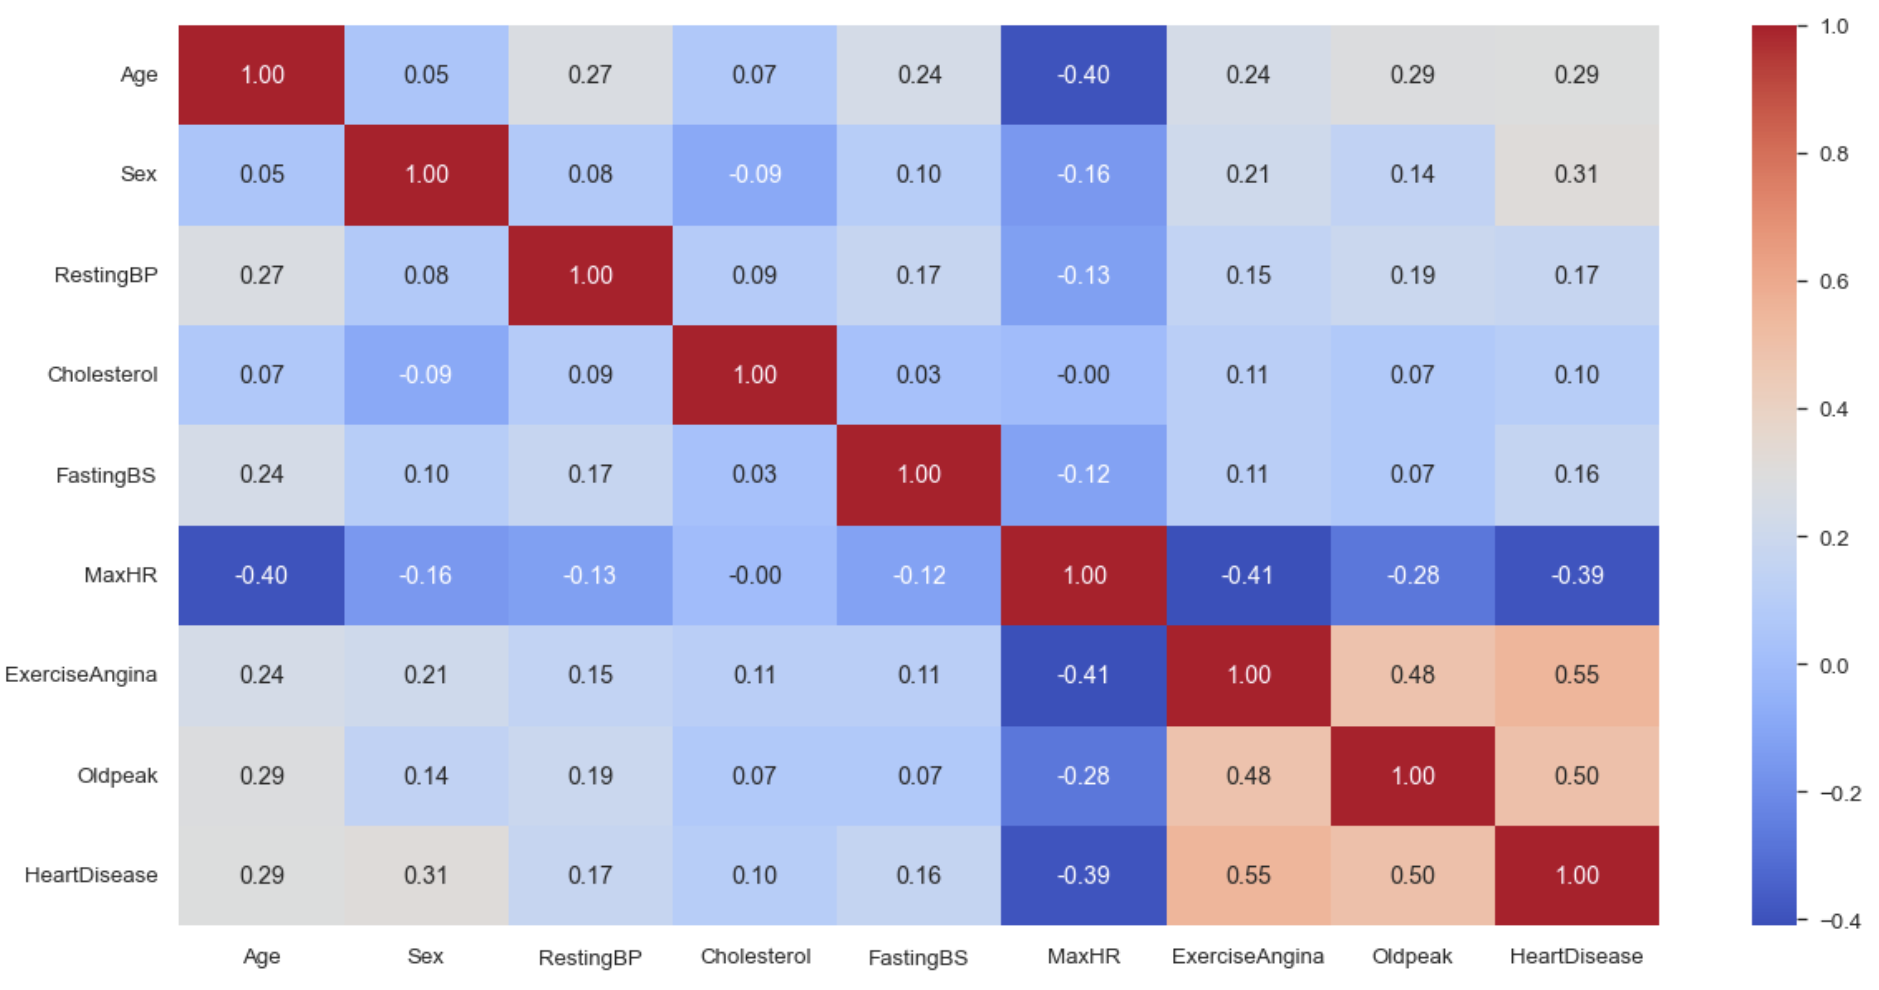 Age 1.00 0.05 0.27 0.07 0.24 -0.40 0.24 0.29 0.29
Sex 0.05 1.00 0.08 -0.09 0.10 -0.16 0.21 0.14 0.31
RestingBP 0.27 0.08 1.00 0.09 0.17 -0.13 0.15 0.19 0.17
Cholesterol 0.07 -0.09 0.09 1.00 0.03 -0.00 0.11 0.07 0.10
FastingBS 0.24 0.10 0.17 0.03 1.00 -0.12 0.11 0.07 0.16
MaxHR -0.40 -0.16 -0.13 -0.00 -0.12 1.00 -0.41 -0.28 -0.39
ExerciseAngina 0.24 0.21 0.15 0.11 0.11 -0.41 1.00 0.48 0.55
Oldpeak 0.29 0.14 0.19 0.07 0.07 -0.28 0.48 1.00 0.50
HeartDisease 0.29 0.31 0.17 0.10 0.16 -0.39 0.55 0.50 1.00
Age Sex RestingBP Cholesterol FastingBS MaxHR ExerciseAngina Oldpeak HeartDisease
1.0
0.8
0.6
0.4
0.2
0.0
−0.2
−0.4